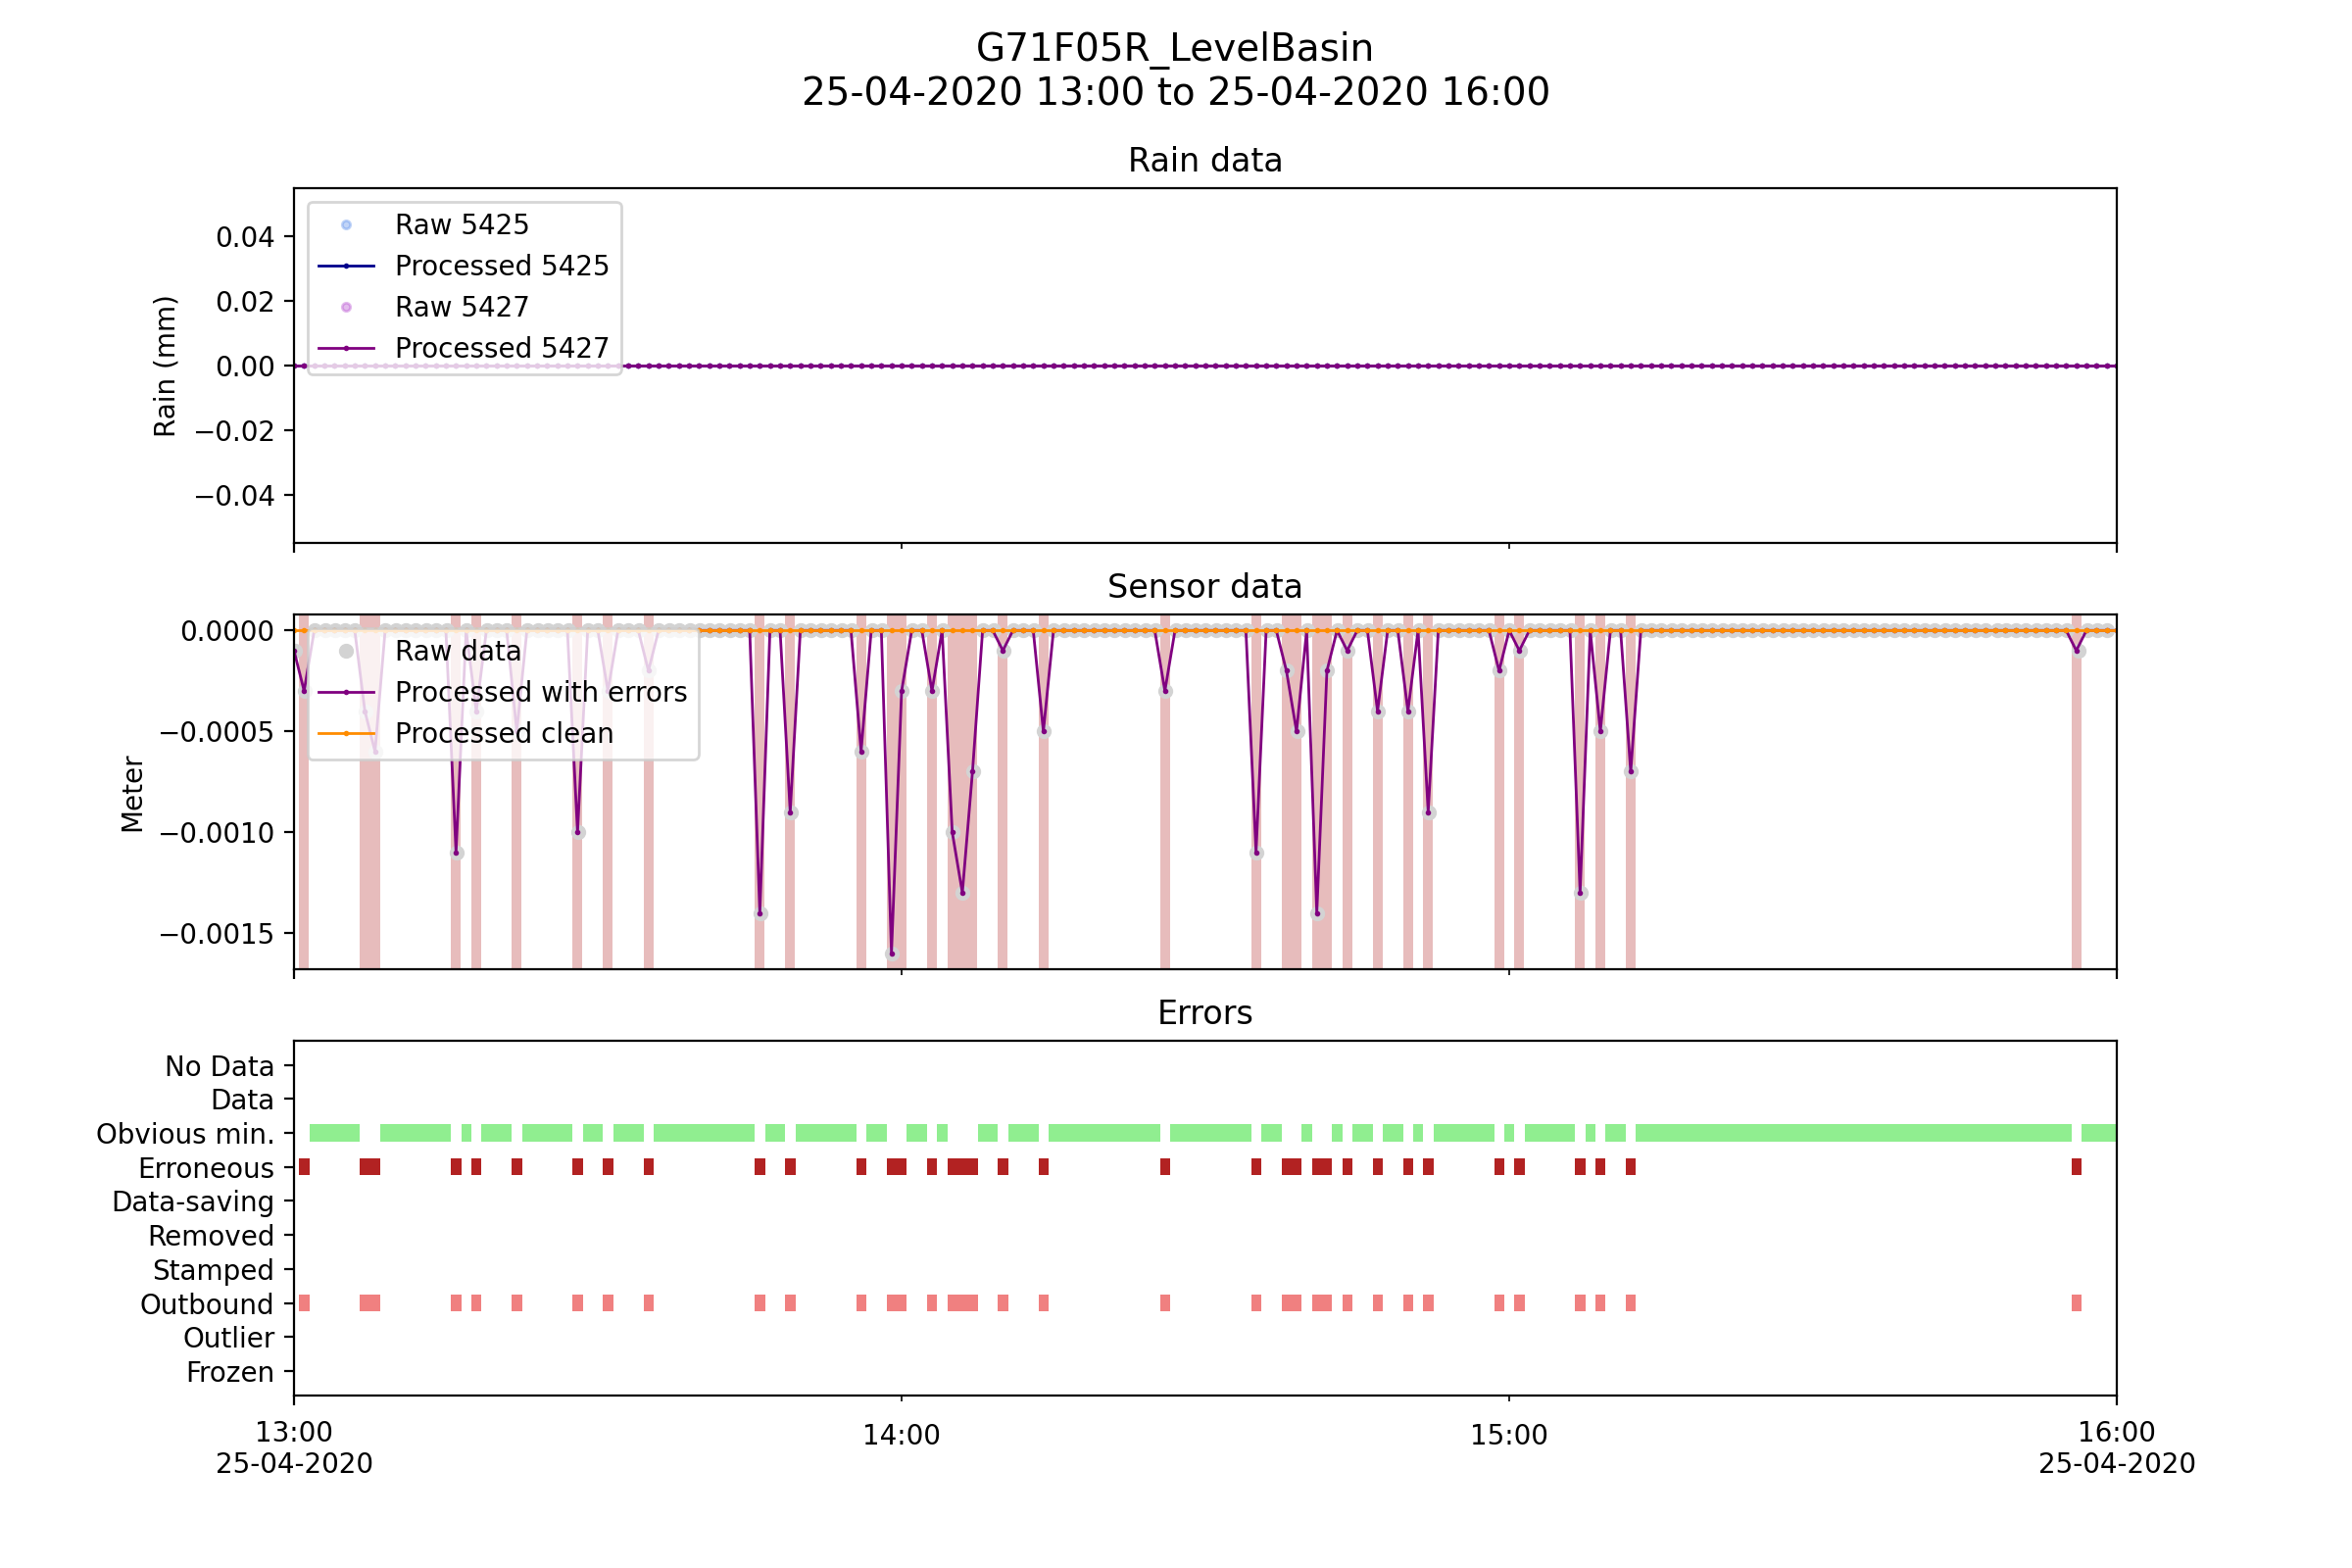 G71F05R_LevelBasin
25-04-2020 13:00 to 25-04-2020 16:00
Rain data
Rain (mm)
0.04
0.02
0.00
−0.02
−0.04
Raw 5425
Processed 5425
Raw 5427
Processed 5427
Sensor data
Meter
0.0000
−0.0005
−0.0010
−0.0015
Raw data
Processed with errors
Processed clean
Errors
No Data
Data
Obvious min.
Erroneous
Data-saving
Removed
Stamped
Outbound
Outlier
Frozen
13:00
25-04-2020
14:00
15:00
16:00
25-04-2020